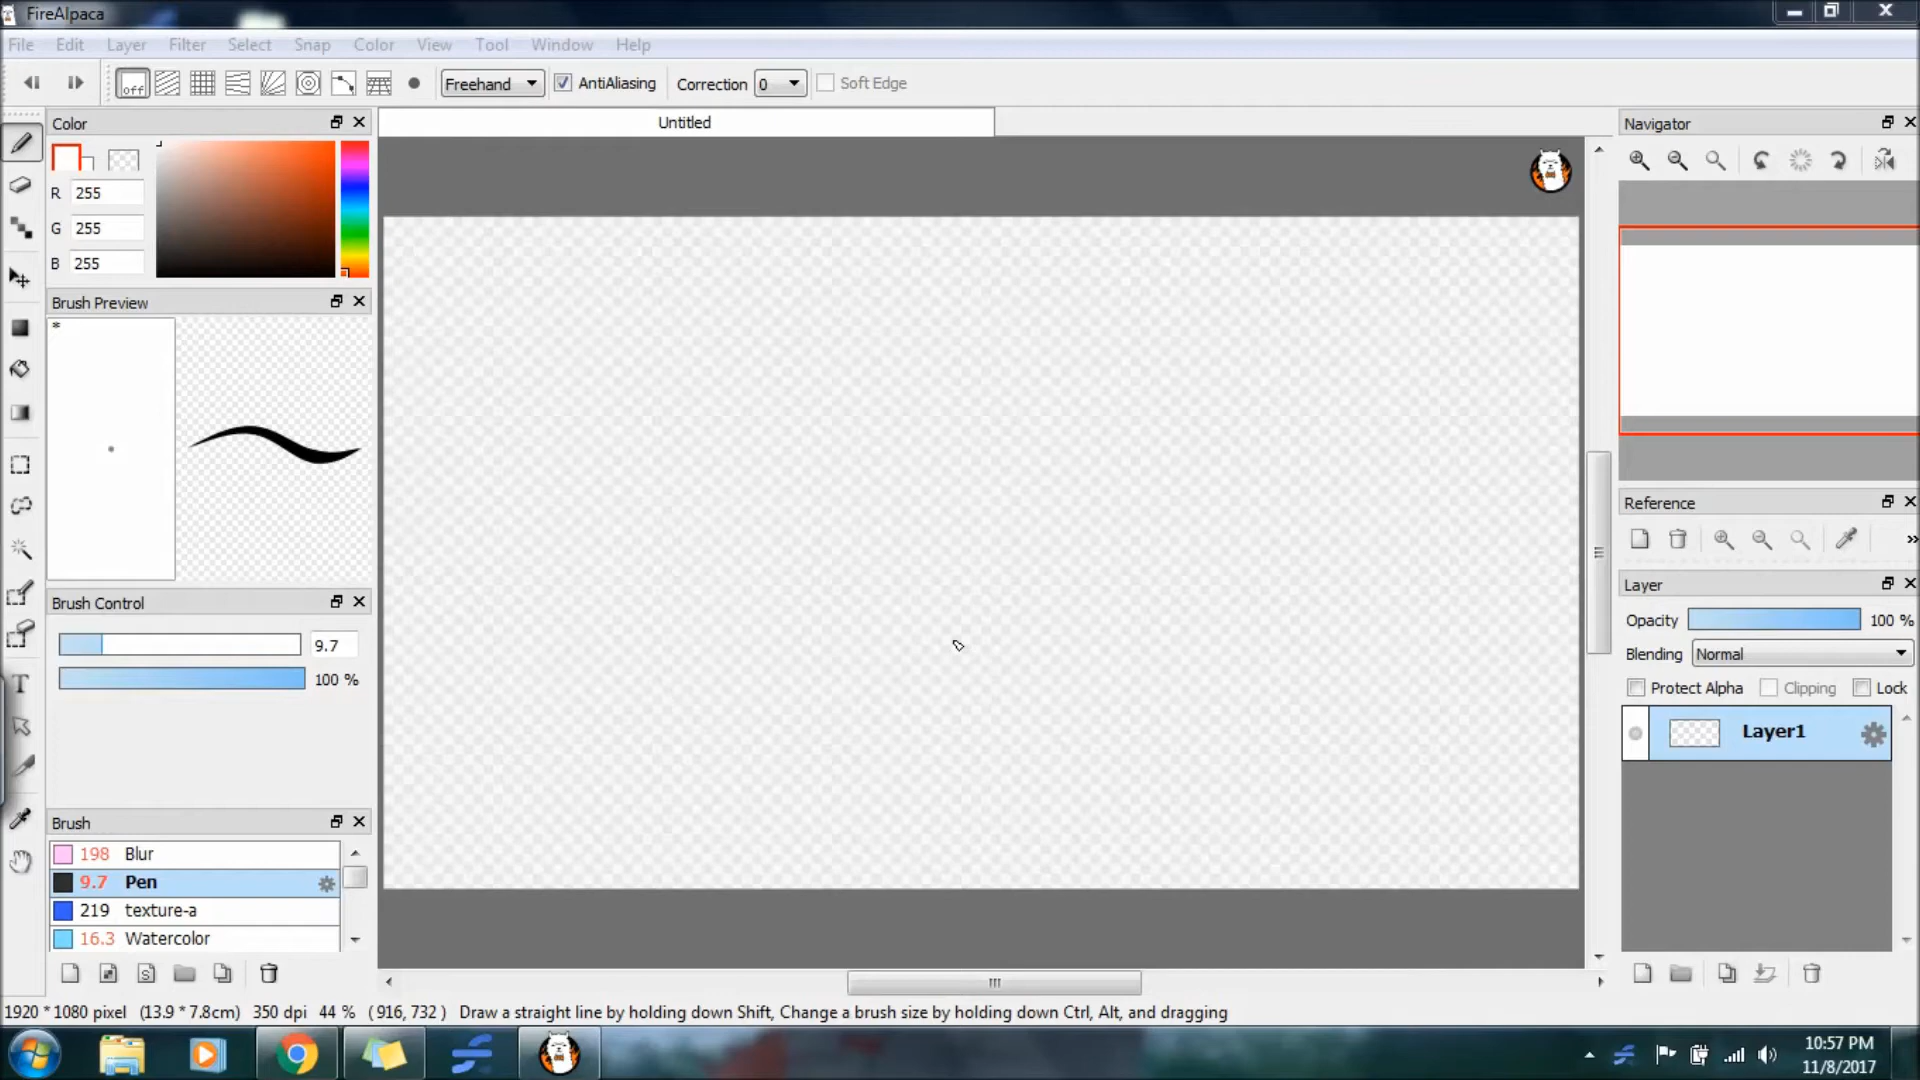 FireAlpaca
File Edit Layer Filter Select Snap Color View Tool Window Help
off Freehand AntiAliasing Correction 0 Soft Edge
Color
R 255
G 255
B 255
Brush Preview
*
Brush Control
9.7
100 %
Brush
198 Blur
9.7 Pen
219 texture-a
16.3 Watercolor
Untitled
Navigator
Reference
Layer
Opacity 100 %
Blending Normal
Protect Alpha Clipping Lock
Layer1
T
1920 * 1080 pixel (13.9 * 7.8cm) 350 dpi 44 % (916, 732 ) Draw a straight line by holding down Shift, Change a brush size by holding down Ctrl, Alt, and dragging
10:57 PM
11/8/2017